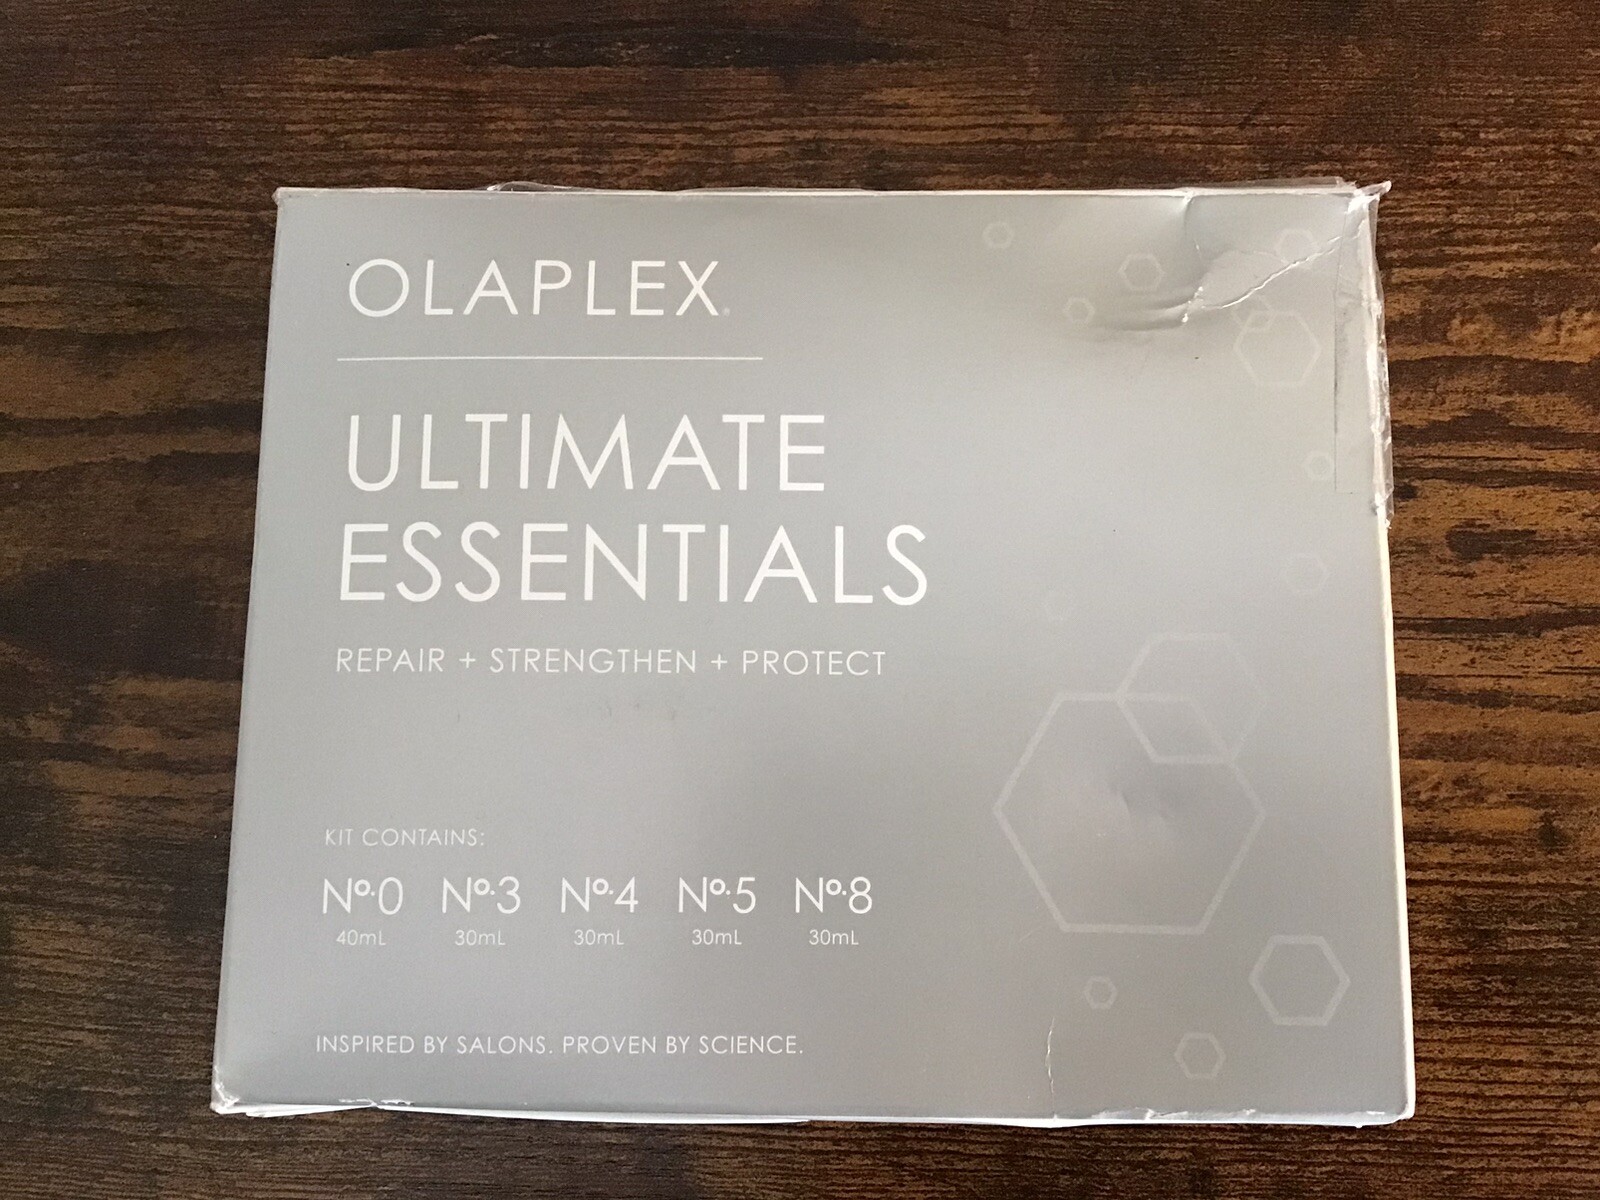 OLAPLEX®
ULTIMATE
ESSENTIALS
REPAIR + STRENGTHEN + PROTECT
KIT CONTAINS:
Nº.0 Nº.3 Nº.4 Nº.5 Nº.8
40mL 30mL 30mL 30mL 30mL
INSPIRED BY SALONS. PROVEN BY SCIENCE.